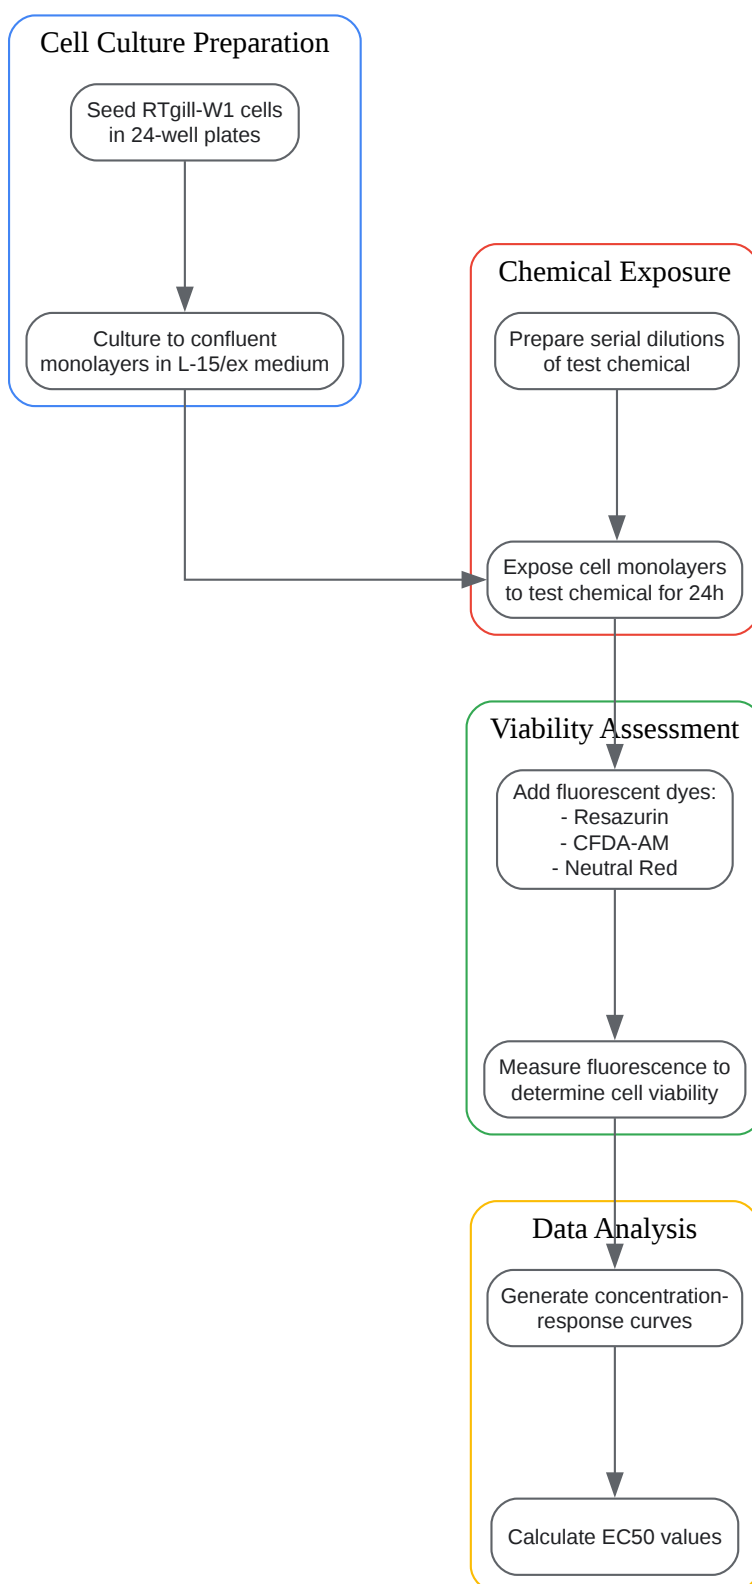 Cell Culture Preparation
Seed RTgill-W1 cells
in 24-well plates
Culture to confluent
monolayers in L-15/ex medium
Chemical Exposure
Prepare serial dilutions
of test chemical
Expose cell monolayers
to test chemical for 24h
Viability Assessment
Add fluorescent dyes:
- Resazurin
- CFDA-AM
- Neutral Red
Measure fluorescence to
determine cell viability
Data Analysis
Generate concentration-
response curves
Calculate EC50 values